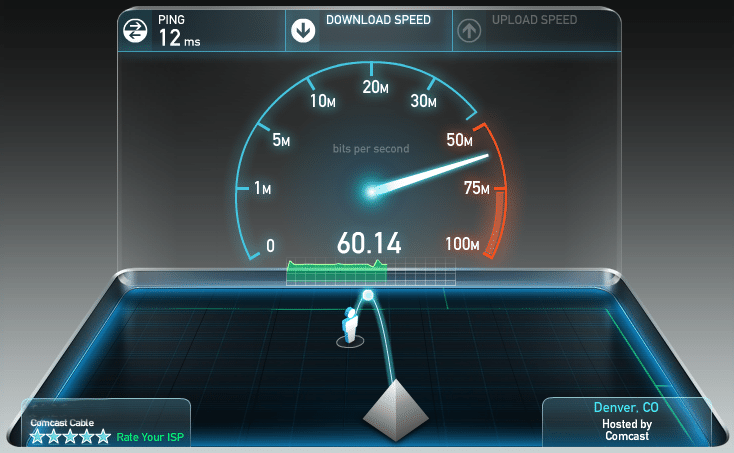 PING
12 ms
DOWNLOAD SPEED
UPLOAD SPEED
20M
10M
30M
5M
50M
bits per second
1M
75M
0
60.14
100M
Comcast Cable
Rate Your ISP
Denver, CO
Hosted by
Comcast